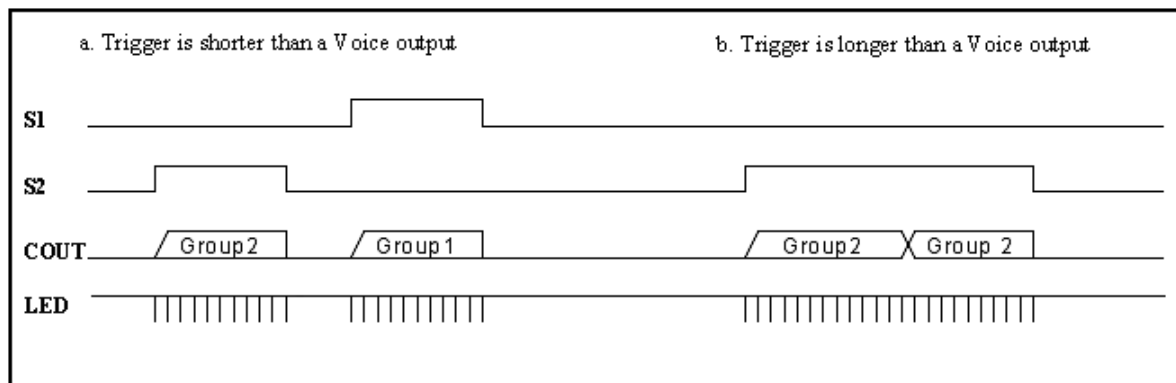 a. Trigger is shorter than a Voice output
b. Trigger is longer than a Voice output
S1
S2
COUT
Group2
Group1
Group2
Group 2
LED